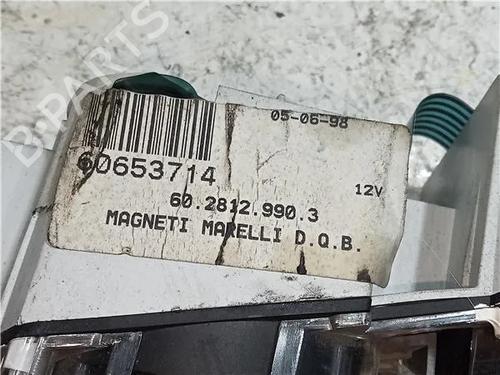 B-PARTS
05-06-98
60653714
12V
60.2812.990.3
MAGNETI MARELLI D.Q.B.